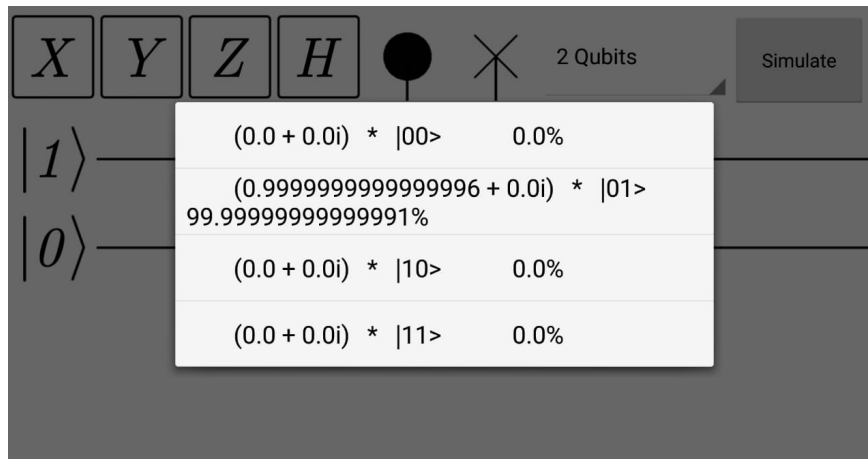 X Y Z H 2 Qubits Simulate
|1⟩
|0⟩
(0.0 + 0.0i) * |00> 0.0%
(0.9999999999999996 + 0.0i) * |01>
99.99999999999991%
(0.0 + 0.0i) * |10> 0.0%
(0.0 + 0.0i) * |11> 0.0%